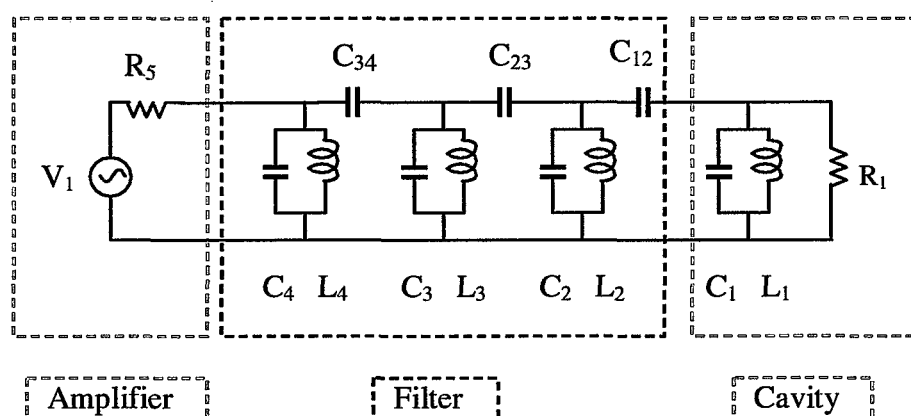 C₃₄ C₂₃ C₁₂
R₅
V₁ R₁
C₄ L₄ C₃ L₃ C₂ L₂ C₁ L₁
Amplifier Filter Cavity